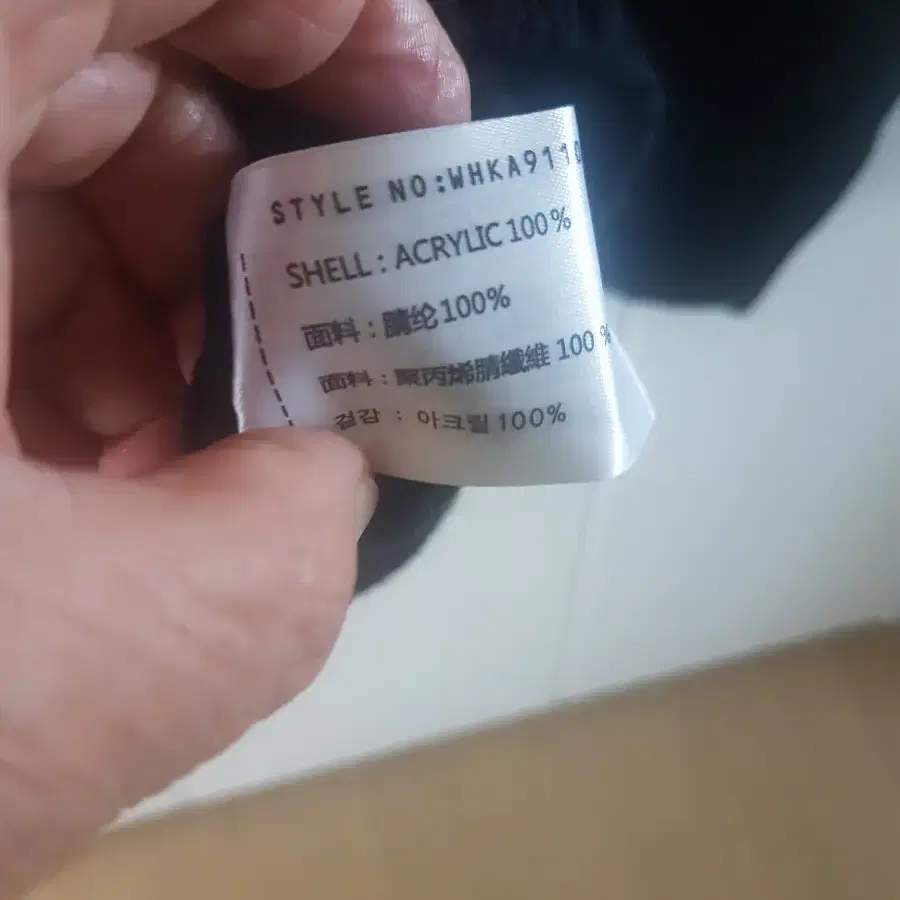 STYLE NO:WHKA9110
SHELL : ACRYLIC 100%
面料 : 腈纶 100%
面料 : 聚丙烯腈纖維 100 %
겉감 : 아크릴 100%